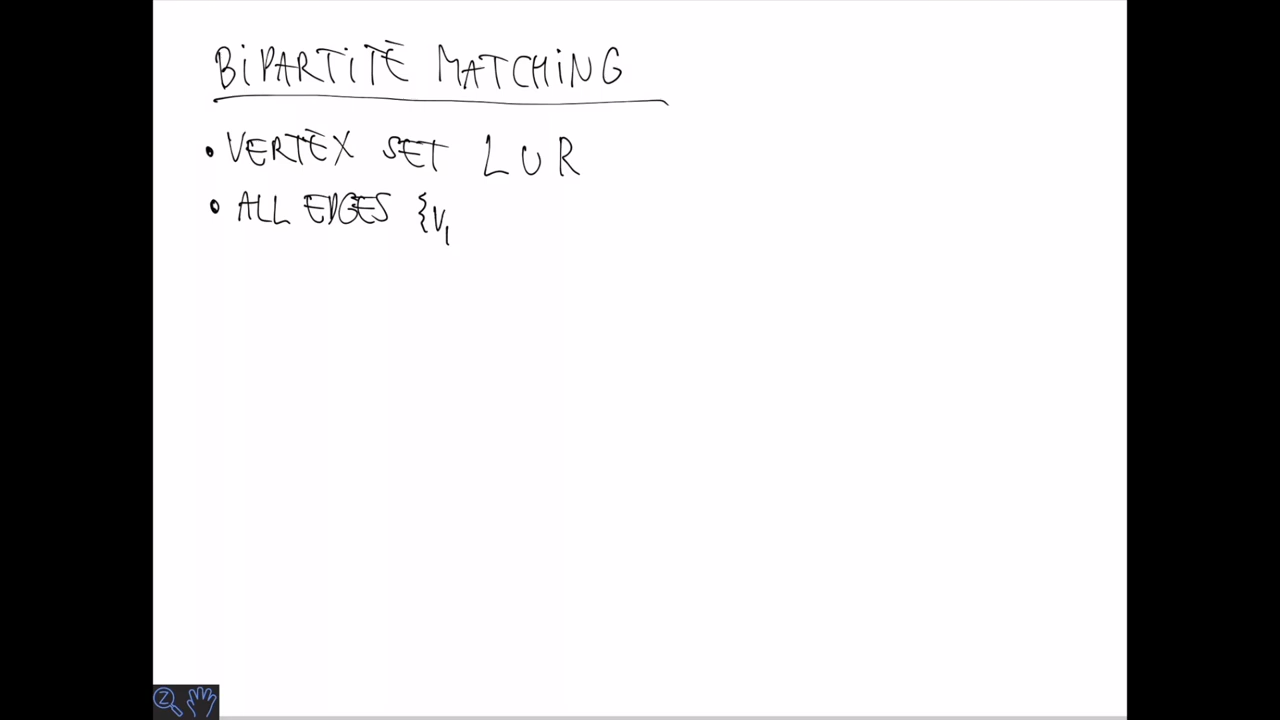 BIPARTITE MATCHING
• VERTEX SET L ∪ R
• ALL EDGES {V₁